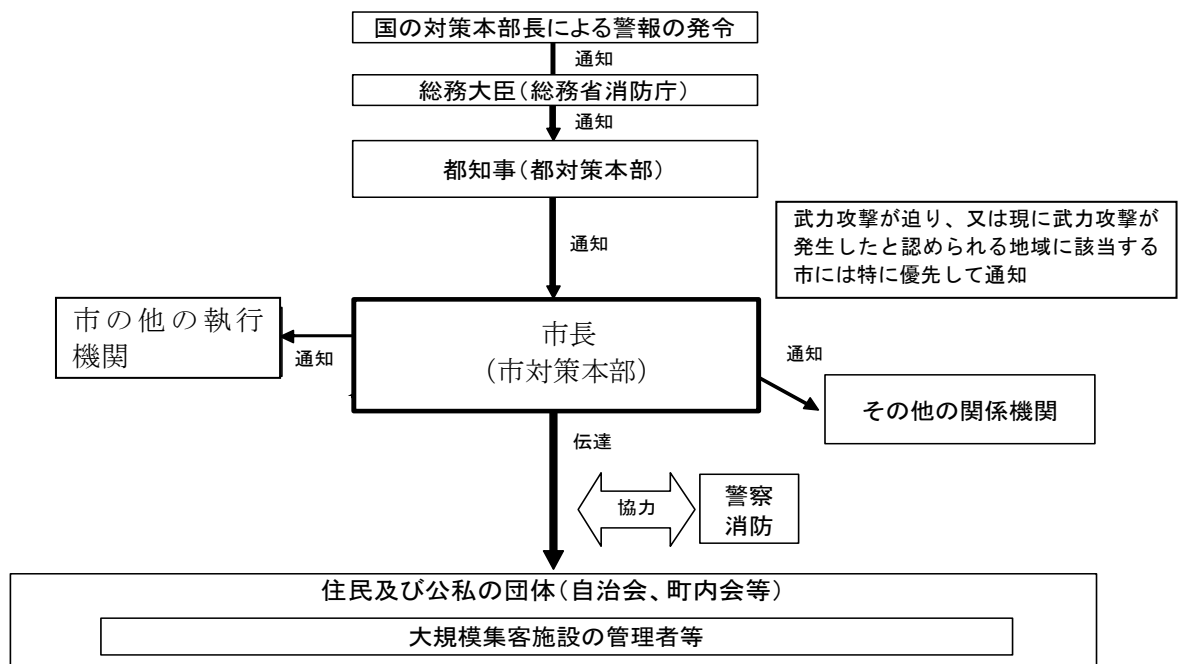 国の対策本部長による警報の発令
通知
総務大臣（総務省消防庁）
通知
都知事（都対策本部）
通知
武力攻撃が迫り、又は現に武力攻撃が
発生したと認められる地域に該当する
市には特に優先して通知
市の他の執行
機関
通知
市長
（市対策本部）
通知
その他の関係機関
伝達
協力
警察
消防
住民及び公私の団体（自治会、町内会等）
大規模集客施設の管理者等